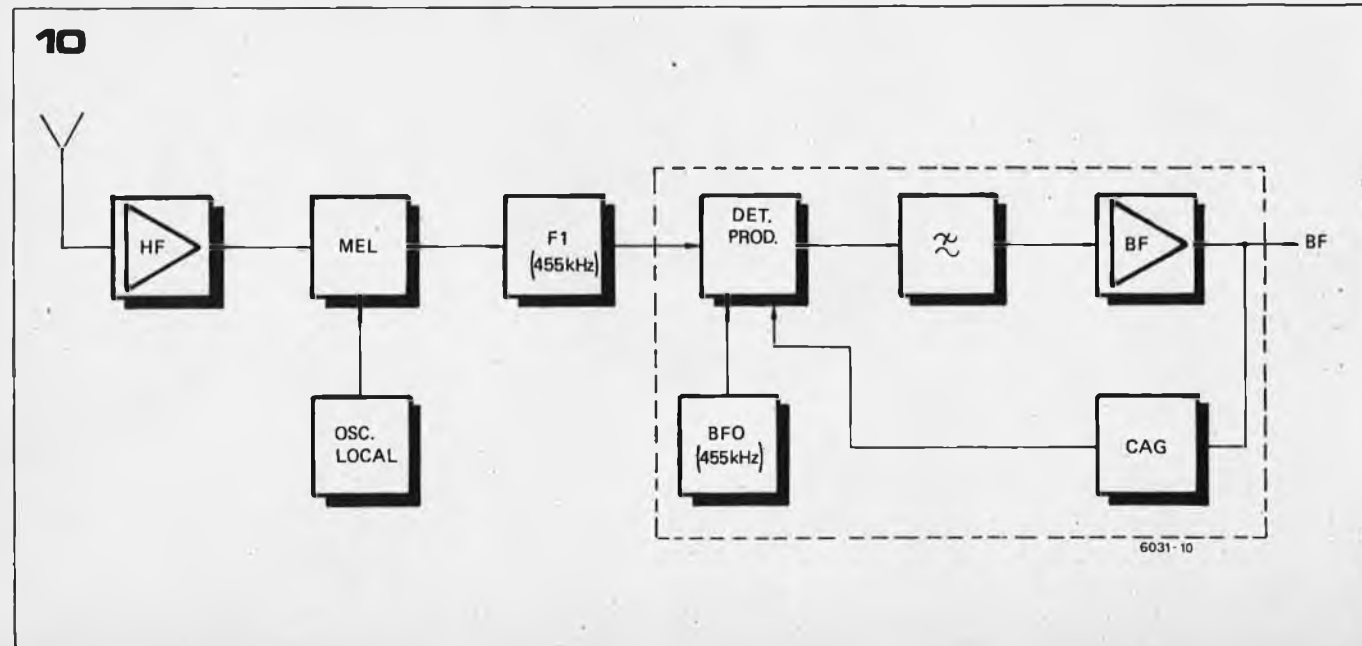 10
HF
MEL
F1
(455kHz)
DET.
PROD.
BF
BF
OSC.
LOCAL
BFO
(455kHz)
CAG
6031-10